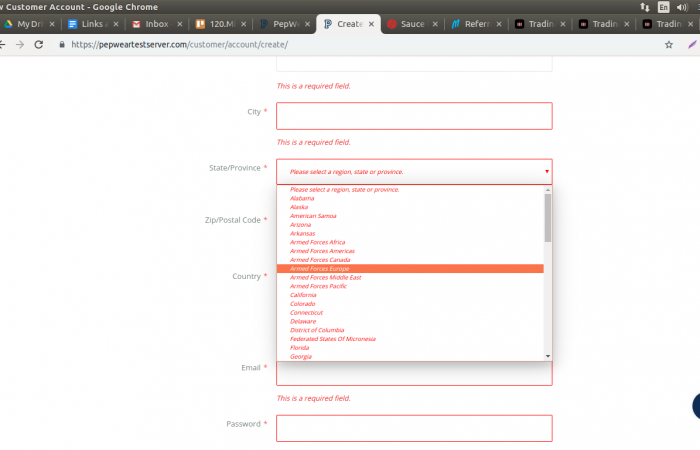 w Customer Account - Google Chrome
En
My Dri
Links a
Inbox
120.M
PepW
Create
Sauce
Referr
Tradin
Tradin
Tradin
https://pepweartestserver.com/customer/account/create/
This is a required field.
City *
This is a required field.
State/Province *
Please select a region, state or province.
Please select a region, state or province.
Alabama
Alaska
American Samoa
Arizona
Arkansas
Armed Forces Africa
Armed Forces Americas
Armed Forces Canada
Armed Forces Europe
Armed Forces Middle East
Armed Forces Pacific
California
Colorado
Connecticut
Delaware
District of Columbia
Federated States Of Micronesia
Florida
Georgia
Zip/Postal Code *
Country *
Email *
This is a required field.
Password *